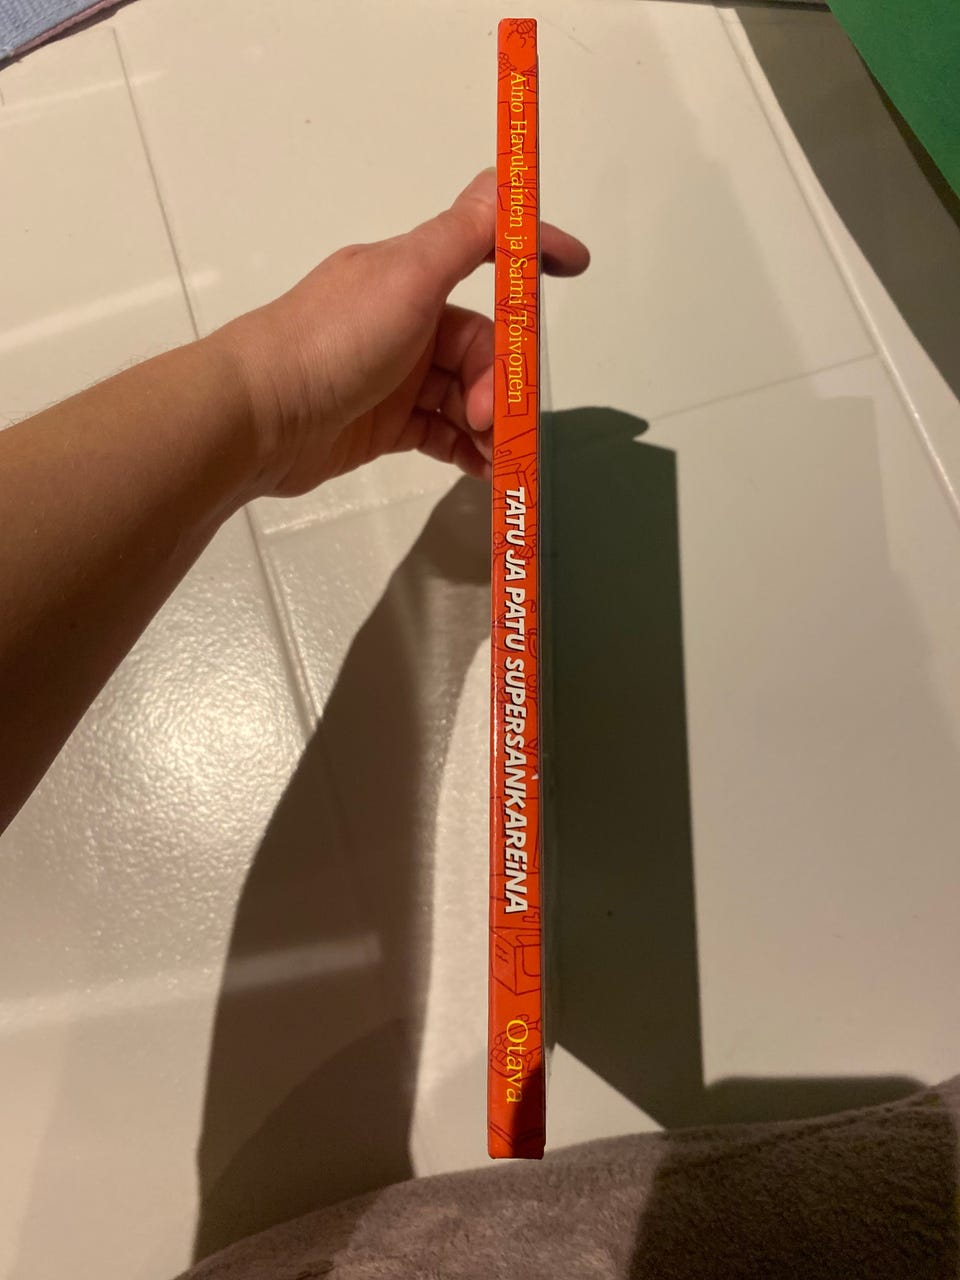 Aino Havukainen ja Sami Toivonen
TATU JA PATU SUPERSANKAREiNA
Otava